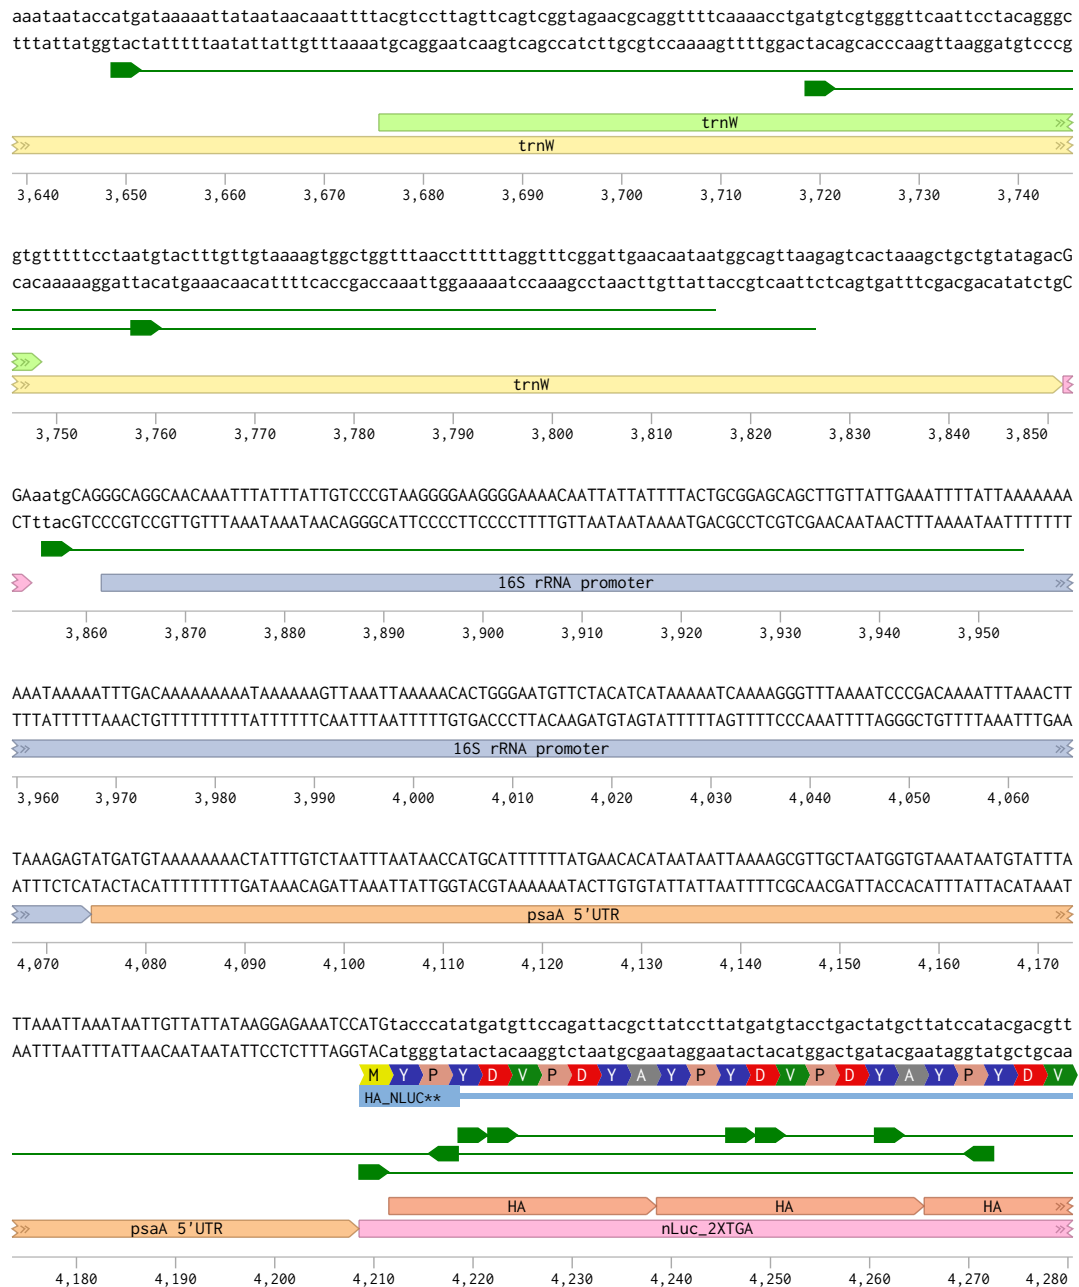 aaataataccatgataaaaattataataacaaattttacgtccttagttcagtcggtagaacgcaggttttcaaaacctgatgtcgtgggttcaattcctacagggc
tttattatggtactatttttaatattattgtttaaaatgcaggaatcaagtcagccatcttgcgtccaaaagttttggactacagcacccaagttaaggatgtcccg
trnW
trnW
3,640 3,650 3,660 3,670 3,680 3,690 3,700 3,710 3,720 3,730 3,740
gtgtttttcctaatgtactttgttgtaaaagtggctggtttaacctttttaggtttcggattgaacaataatggcagttaagagtcactaaagctgctgtatagacG
cacaaaaaggattacatgaaacaacattttcaccgaccaaattggaaaaatccaaagcctaacttgttattaccgtcaattctcagtgatttcgacgacatatctgC
trnW
3,750 3,760 3,770 3,780 3,790 3,800 3,810 3,820 3,830 3,840 3,850
GAaatgCAGGGCAGGCAACAAATTTATTTATTGTCCCGTAAGGGGAAGGGGAAAACAATTATTATTTTACTGCGGAGCAGCTTGTTATTGAAATTTTATTAAAAAAA
CTttacGTCCCGTCCGTTGTTTAAATAAATAACAGGGCATTCCCCTTCCCCTTTTGTTAATAATAAAATGACGCCTCGTCGAACAATAACTTTAAAATAATTTTTTT
16S rRNA promoter
3,860 3,870 3,880 3,890 3,900 3,910 3,920 3,930 3,940 3,950
AAATAAAAATTTGACAAAAAAAAATAAAAAAGTTAAATTAAAAACACTGGGAATGTTCTACATCATAAAAATCAAAAGGGTTTAAAATCCCGACAAAATTTAAACTT
TTTATTTTTAAACTGTTTTTTTTTATTTTTTCAATTTAATTTTTGTGACCCTTACAAGATGTAGTATTTTTAGTTTTCCCAAATTTTAGGGCTGTTTTAAATTTGAA
16S rRNA promoter
3,960 3,970 3,980 3,990 4,000 4,010 4,020 4,030 4,040 4,050 4,060
TAAAGAGTATGATGTAAAAAAAACTATTTGTCTAATTTAATAACCATGCATTTTTTATGAACACATAATAATTAAAAGCGTTGCTAATGGTGTAAATAATGTATTTA
ATTTCTCATACTACATTTTTTTTGATAAACAGATTAAATTATTGGTACGTAAAAAATACTTGTGTATTATTAATTTTCGCAACGATTACCACATTTATTACATAAAT
psaA 5'UTR
4,070 4,080 4,090 4,100 4,110 4,120 4,130 4,140 4,150 4,160 4,170
TTAAATTAAATAATTGTTATTATAAGGAGAAATCCATGtacccatatgatgttccagattacgcttatccttatgatgtacctgactatgcttatccatacgacgtt
AATTTAATTTATTAACAATAATATTCCTCTTTAGGTACatgggtatactacaaggtctaatgcgaataggaatactacatggactgatacgaataggtatgctgcaa
M Y P Y D V P D Y A Y P Y D V P D Y A Y P Y D V
HA_NLUC**
HA HA HA
psaA 5'UTR nLuc_2XTGA
4,180 4,190 4,200 4,210 4,220 4,230 4,240 4,250 4,260 4,270 4,280